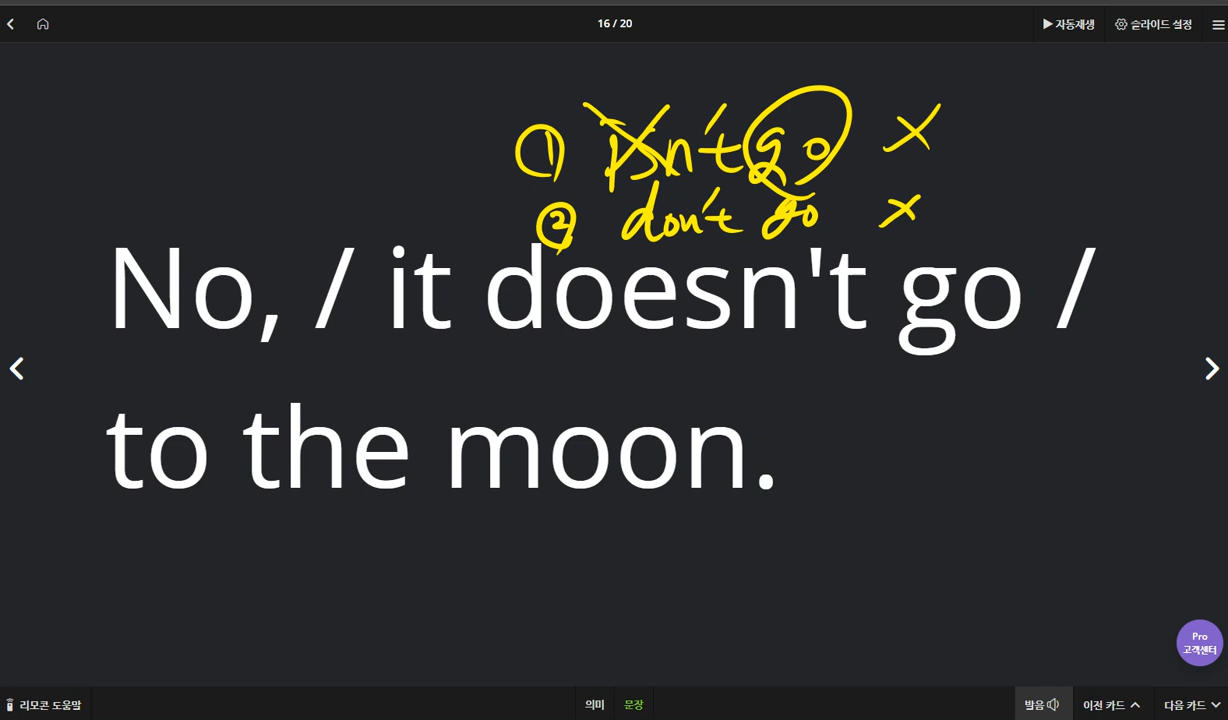 16 / 20
자동재생
슬라이드 설정
① isn't go x
② don't go x
No, / it doesn't go /
to the moon.
Pro
고객센터
리모콘 도움말
의미
문장
발음
이전 카드
다음 카드